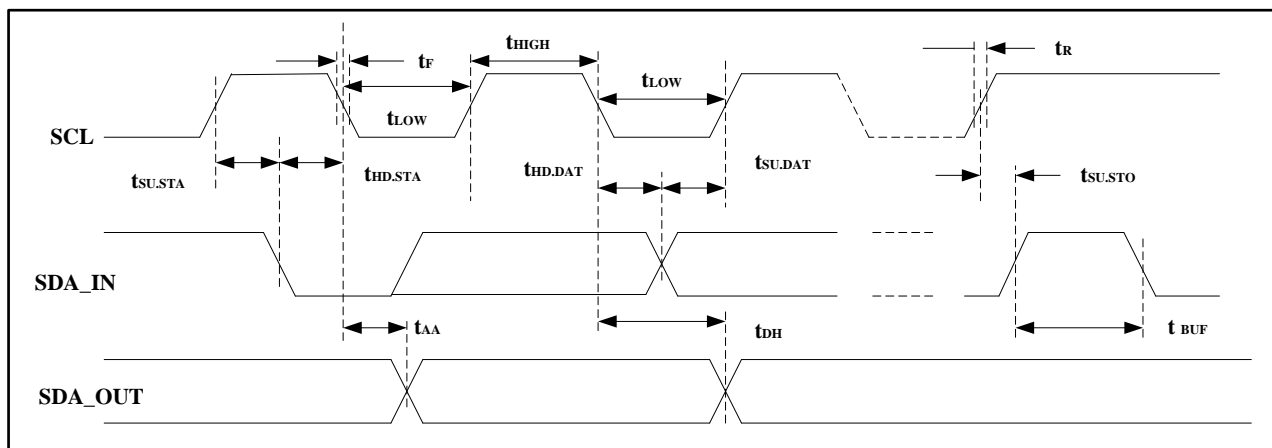 tHIGH
tF
tR
tLOW
tLOW
SCL
tSU.STA
tHD.STA
tHD.DAT
tSU.DAT
tSU.STO
SDA_IN
tAA
tDH
t BUF
SDA_OUT